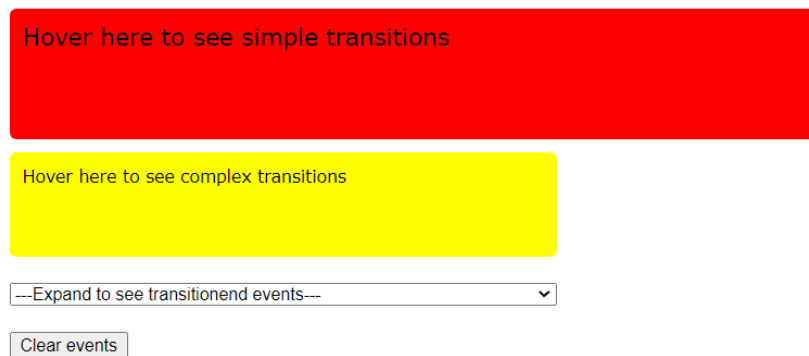 Hover here to see simple transitions
Hover here to see complex transitions
---Expand to see transitionend events---
Clear events